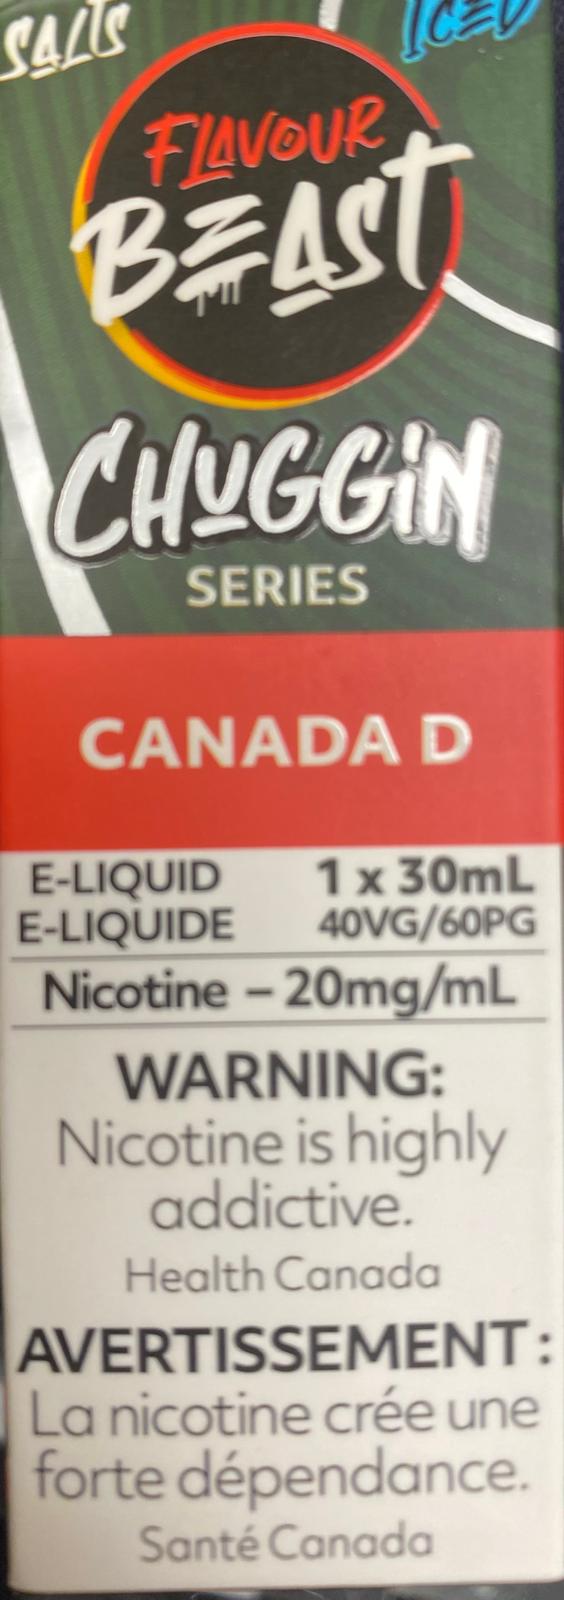 SALTS
ICED
FLAVOUR
BEAST
CHUGGIN
SERIES
CANADA D
E-LIQUID 1 x 30mL
E-LIQUIDE 40VG/60PG
Nicotine – 20mg/mL
WARNING:
Nicotine is highly
addictive.
Health Canada
AVERTISSEMENT :
La nicotine crée une
forte dépendance.
Santé Canada